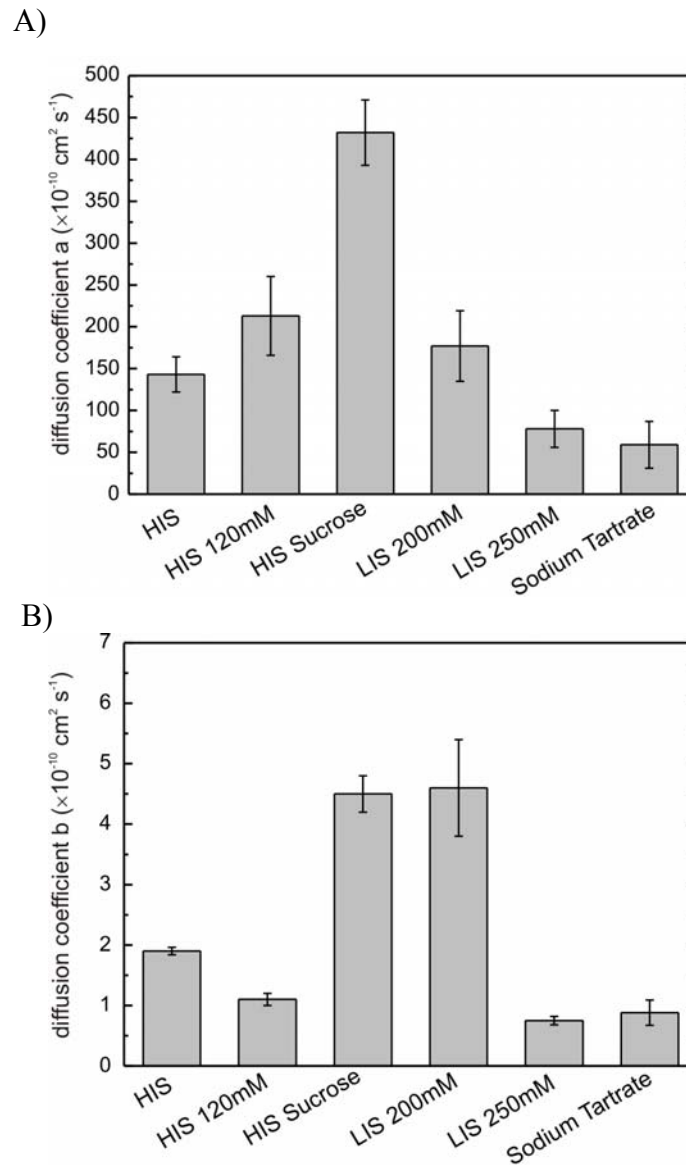 A)
diffusion coefficient a (×10⁻¹⁰ cm² s⁻¹)
500
450
400
350
300
250
200
150
100
50
0
HIS
HIS 120mM
HIS Sucrose
LIS 200mM
LIS 250mM
Sodium Tartrate
B)
diffusion coefficient b (×10⁻¹⁰ cm² s⁻¹)
7
6
5
4
3
2
1
0
HIS
HIS 120mM
HIS Sucrose
LIS 200mM
LIS 250mM
Sodium Tartrate